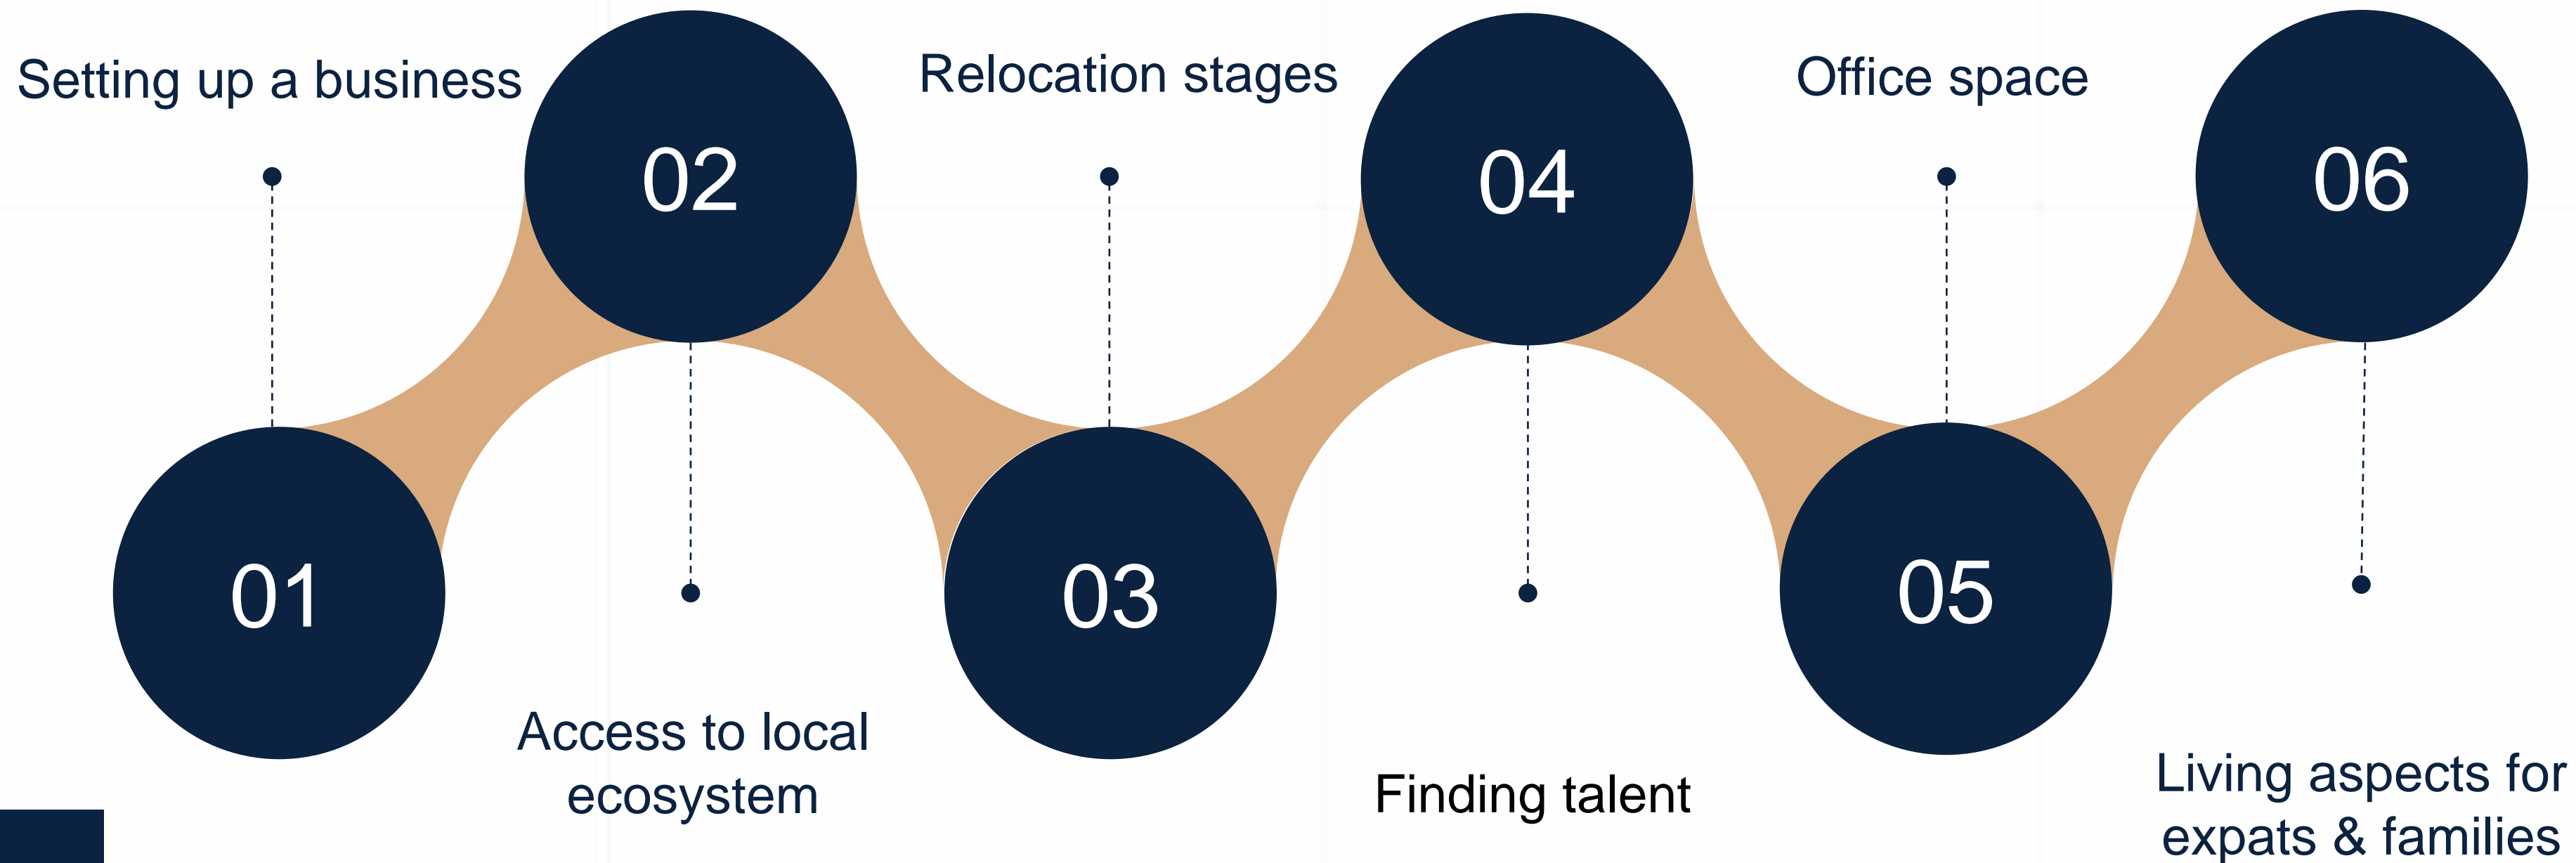 Setting up a business
01
02
Access to local
ecosystem
Relocation stages
03
04
Finding talent
Office space
05
06
Living aspects for
expats & families